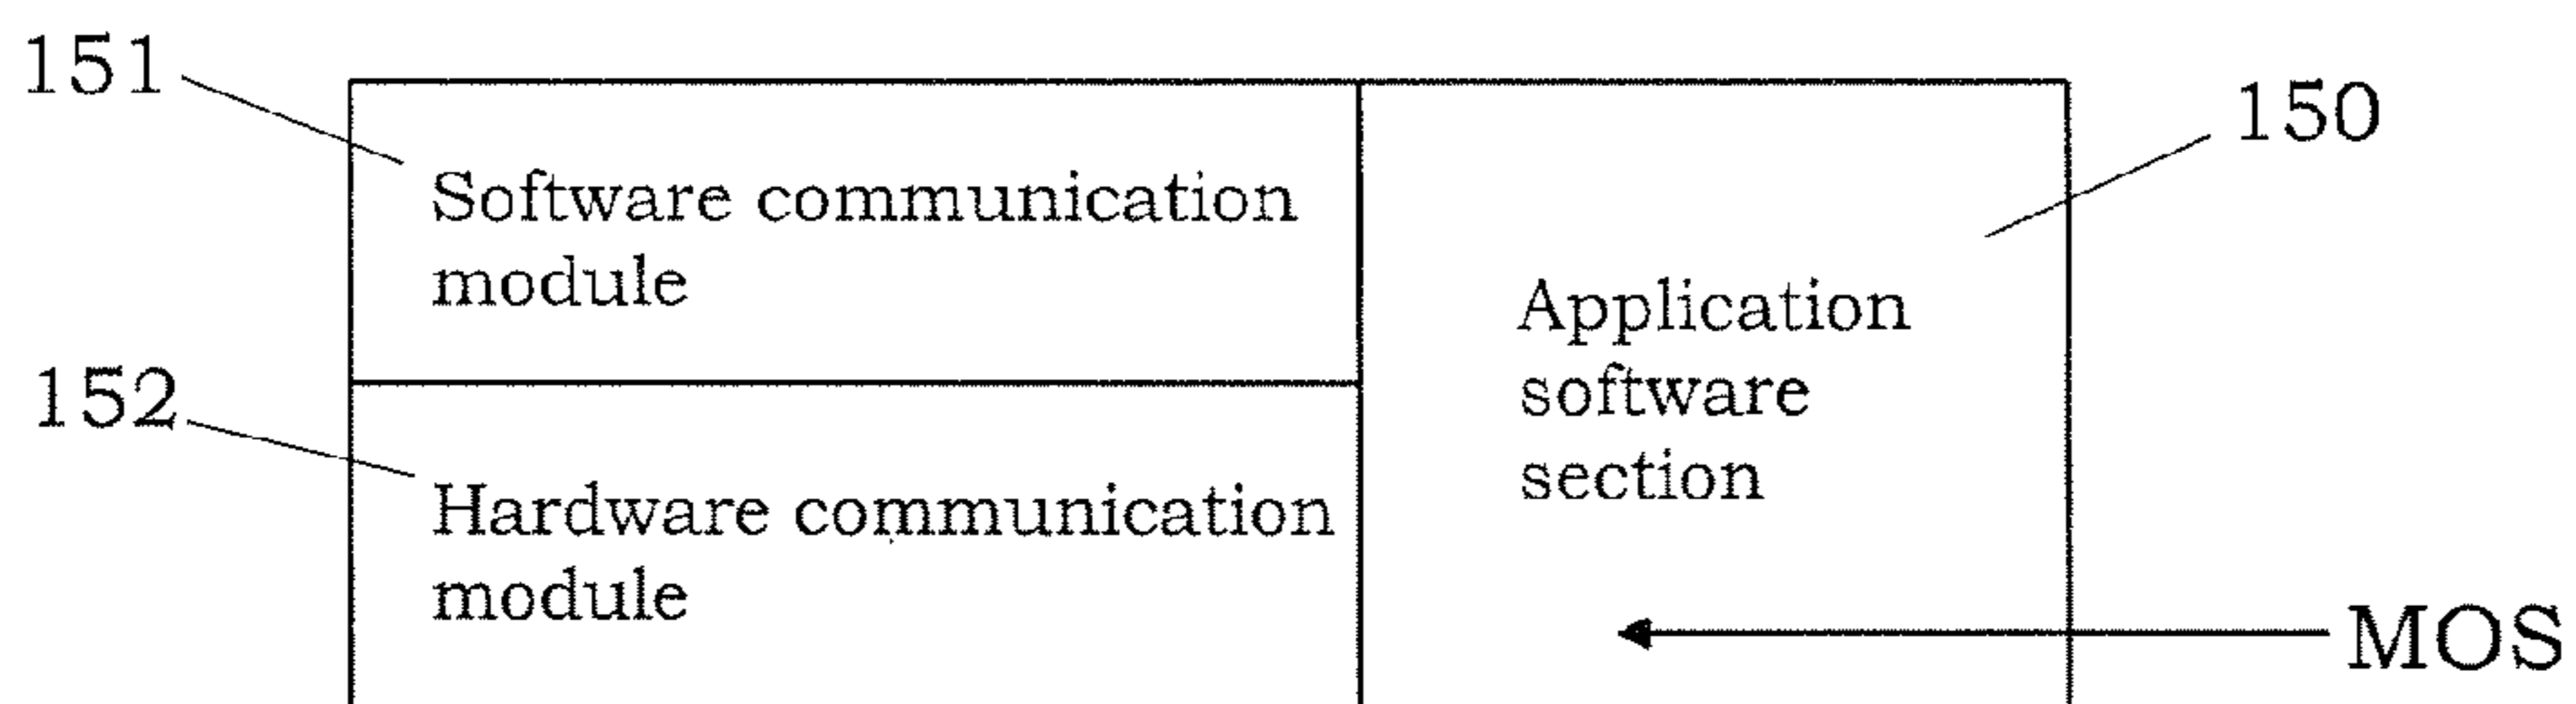 151
Software communication
module
150
Application
software
section
152
Hardware communication
module
MOS